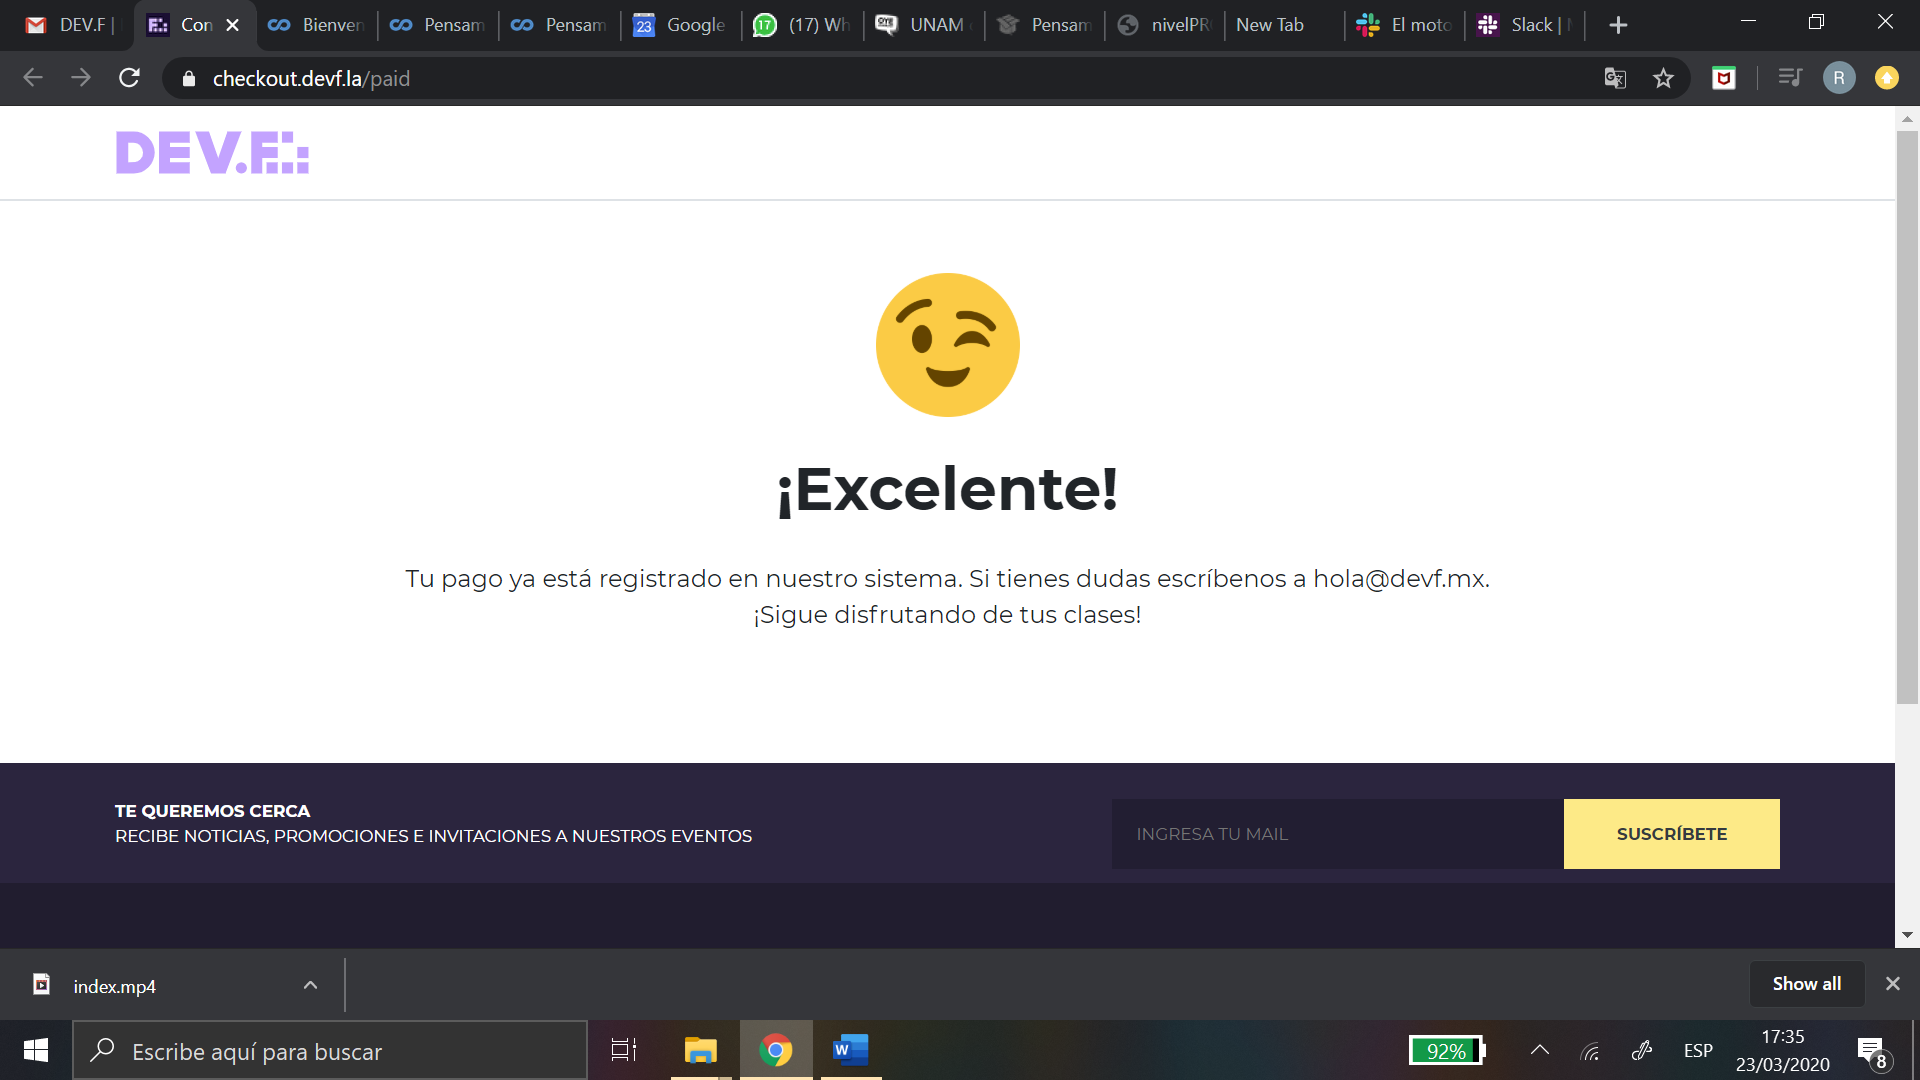 DEV.F |
Con
Bienven
Pensam
Pensam
23
Google
17
(17) Wh
UNAM
Pensam
nivelPR
New Tab
El moto
Slack |
checkout.devf.la/paid
R
DEV.F
¡Excelente!
Tu pago ya está registrado en nuestro sistema. Si tienes dudas escríbenos a hola@devf.mx.
¡Sigue disfrutando de tus clases!
TE QUEREMOS CERCA
RECIBE NOTICIAS, PROMOCIONES E INVITACIONES A NUESTROS EVENTOS
INGRESA TU MAIL
SUSCRÍBETE
index.mp4
Show all
Escribe aquí para buscar
W
92%
ESP
17:35
23/03/2020
8